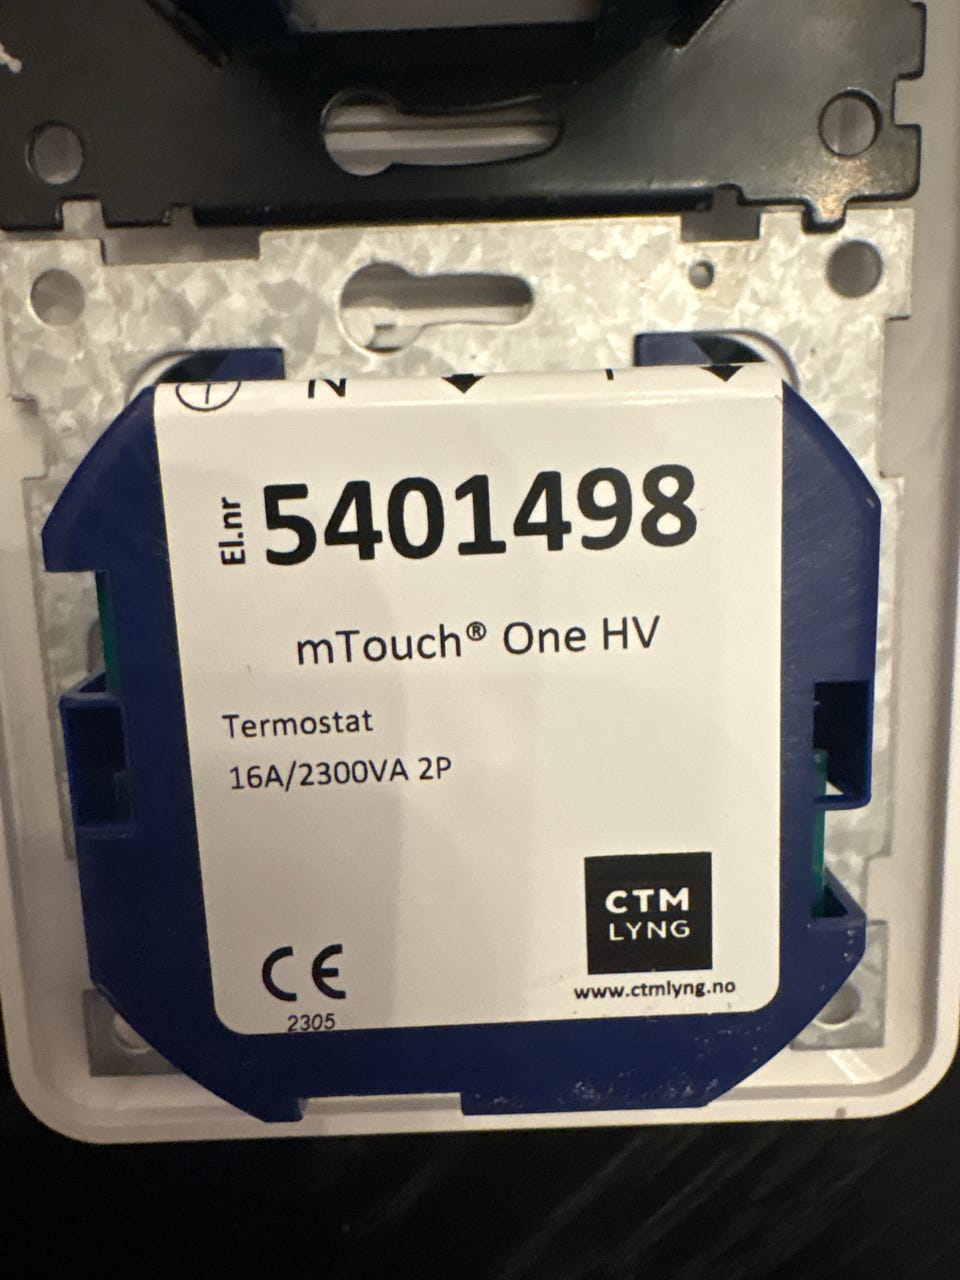 N
El.nr 5401498
mTouch® One HV
Termostat
16A/2300VA 2P
CTM
LYNG
www.ctmlyng.no
CE
2305